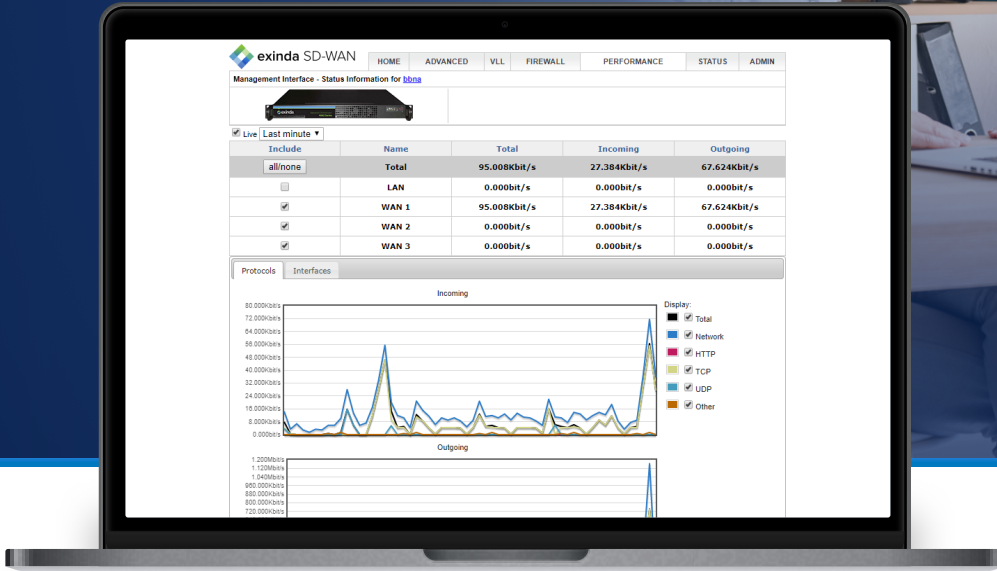 exinda SD-WAN
HOME ADVANCED VLL FIREWALL PERFORMANCE STATUS ADMIN
Management Interface - Status Information for bbna
exinda
Live Last minute
Include Name Total Incoming Outgoing
all/none Total 95.008Kbit/s 27.384Kbit/s 67.624Kbit/s
LAN 0.000bit/s 0.000bit/s 0.000bit/s
WAN 1 95.008Kbit/s 27.384Kbit/s 67.624Kbit/s
WAN 2 0.000bit/s 0.000bit/s 0.000bit/s
WAN 3 0.000bit/s 0.000bit/s 0.000bit/s
Protocols Interfaces
Incoming
80.000Kbit/s
72.000Kbit/s
64.000Kbit/s
56.000Kbit/s
48.000Kbit/s
40.000Kbit/s
32.000Kbit/s
24.000Kbit/s
16.000Kbit/s
8.000Kbit/s
0.000bit/s
Display:
Total
Network
HTTP
TCP
UDP
Other
Outgoing
1.200Mbit/s
1.120Mbit/s
1.040Mbit/s
960.000Kbit/s
880.000Kbit/s
800.000Kbit/s
720.000Kbit/s